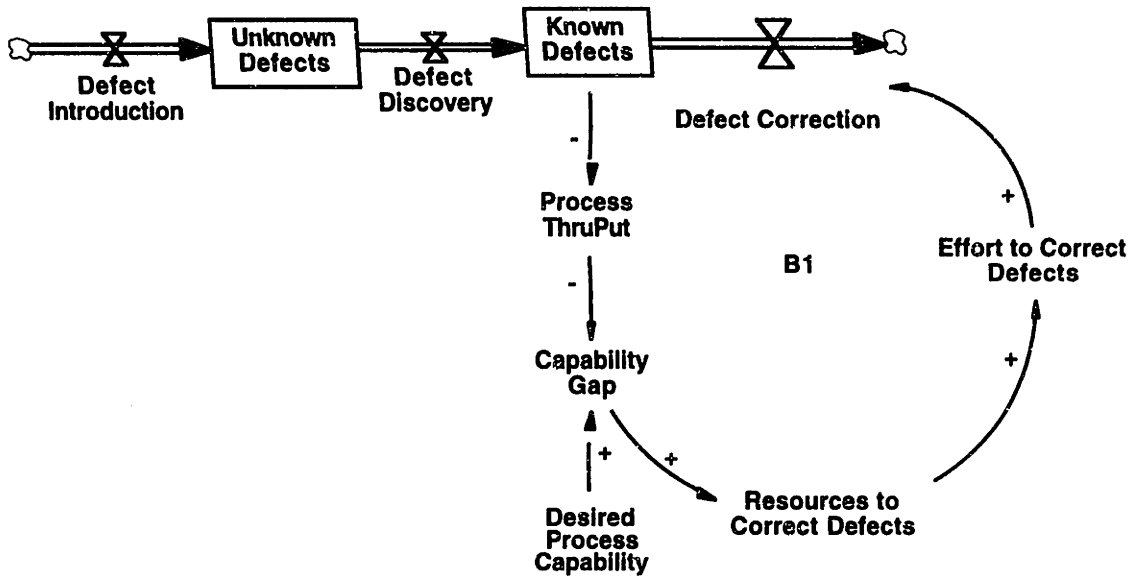 Unknown
Defects
Known
Defects
Defect
Introduction
Defect
Discovery
Defect Correction
-
Process
ThruPut
+
B1
Effort to Correct
Defects
-
Capability
Gap
+
+
+
Desired
Process
Capability
Resources to
Correct Defects